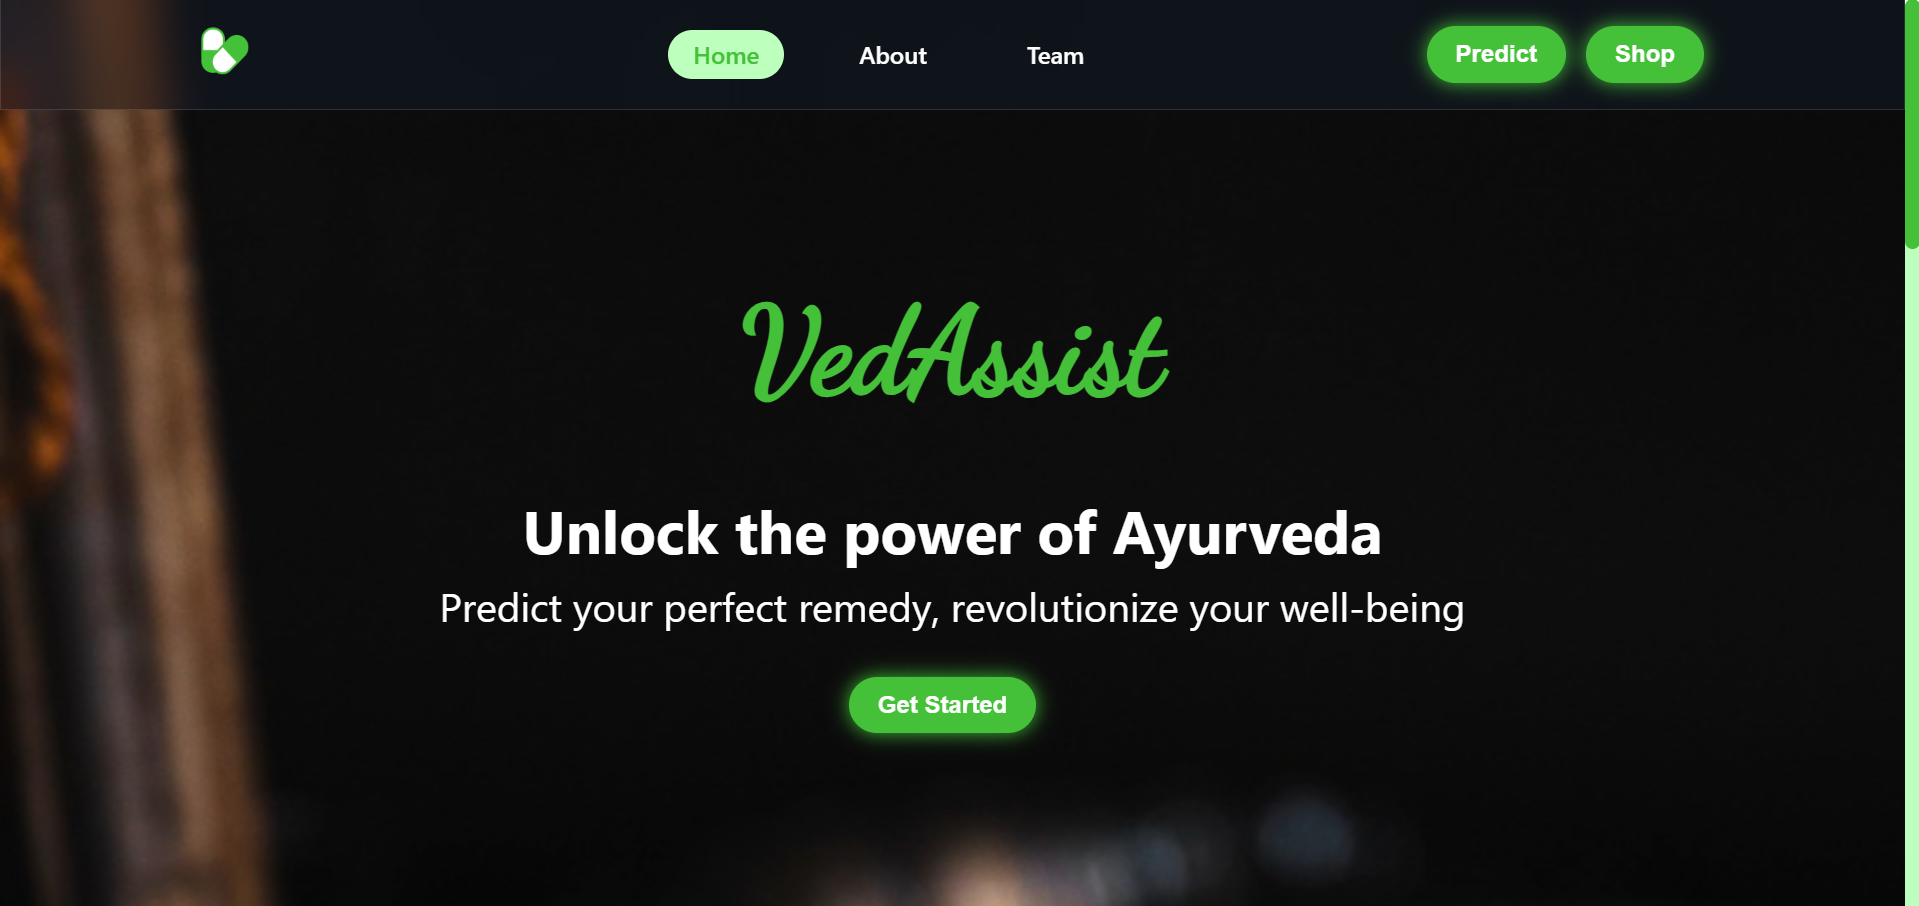 Home About Team Predict Shop
VedAssist
Unlock the power of Ayurveda
Predict your perfect remedy, revolutionize your well-being
Get Started